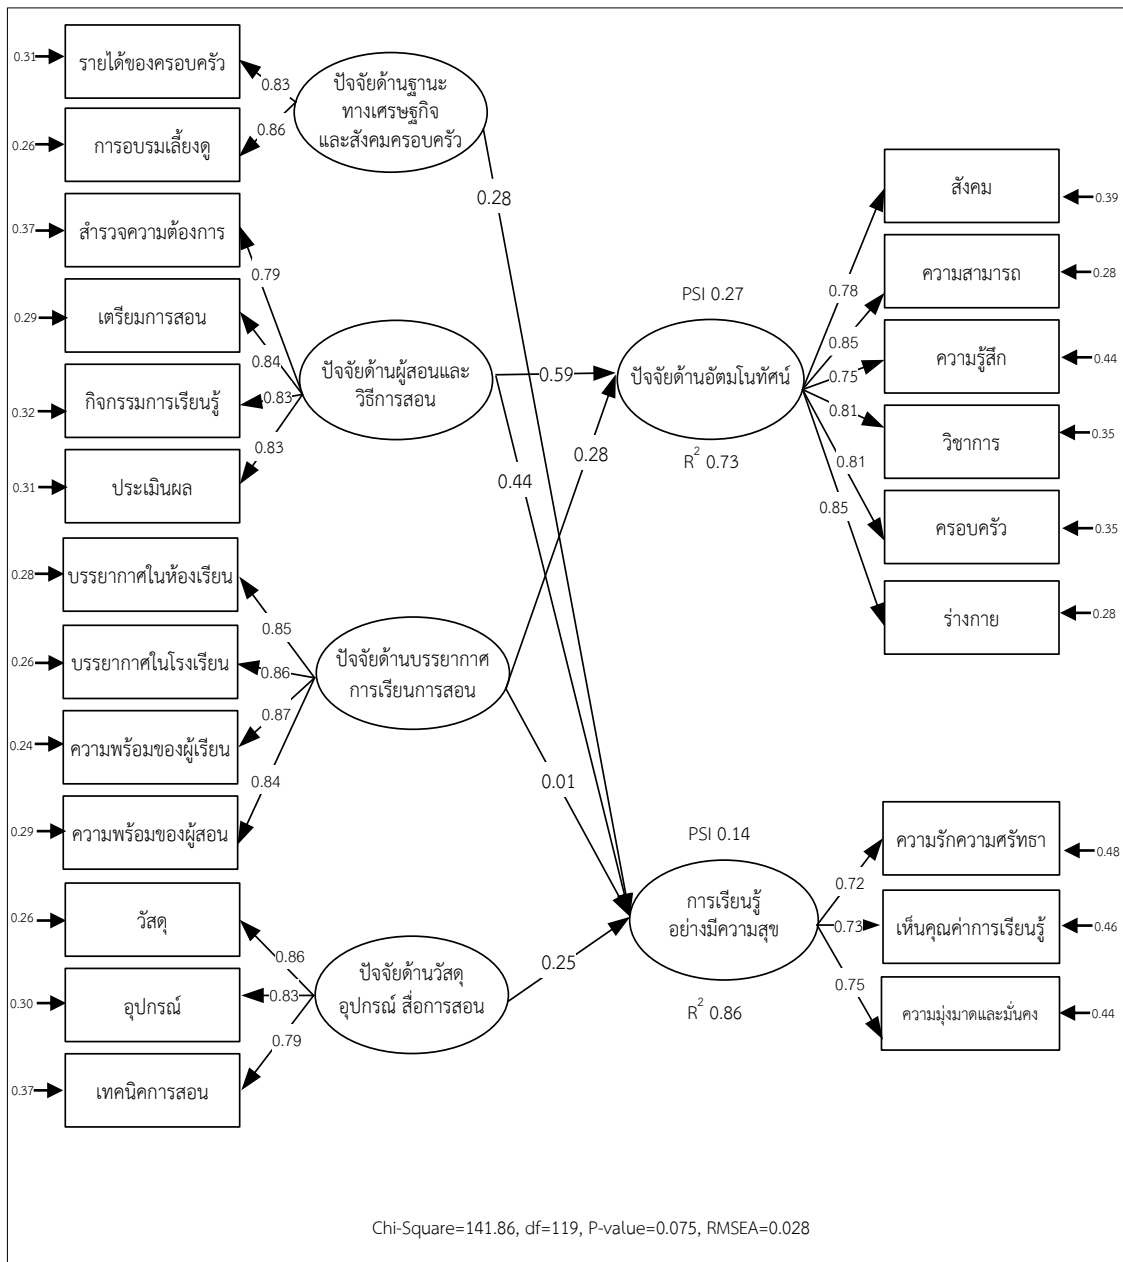 0.31
รายได้ของครอบครัว
0.83
0.26
การอบรมเลี้ยงดู
0.86
ปัจจัยด้านฐานะ
ทางเศรษฐกิจ
และสังคมครอบครัว
0.28
0.37
สำรวจความต้องการ
0.79
0.29
เตรียมการสอน
0.84
0.32
กิจกรรมการเรียนรู้
0.83
0.31
ประเมินผล
0.83
ปัจจัยด้านผู้สอนและ
วิธีการสอน
0.59
0.44
0.28
บรรยากาศในห้องเรียน
0.85
0.26
บรรยากาศในโรงเรียน
0.86
0.24
ความพร้อมของผู้เรียน
0.87
0.29
ความพร้อมของผู้สอน
0.84
ปัจจัยด้านบรรยากาศ
การเรียนการสอน
0.28
0.01
0.26
วัสดุ
0.86
0.30
อุปกรณ์
0.83
0.37
เทคนิคการสอน
0.79
ปัจจัยด้านวัสดุ
อุปกรณ์ สื่อการสอน
0.25
PSI 0.27
ปัจจัยด้านอัตมโนทัศน์
R² 0.73
0.78
สังคม
0.39
0.85
ความสามารถ
0.28
0.75
ความรู้สึก
0.44
0.81
วิชาการ
0.35
0.81
ครอบครัว
0.35
0.85
ร่างกาย
0.28
PSI 0.14
การเรียนรู้
อย่างมีความสุข
R² 0.86
0.72
ความรักความศรัทธา
0.48
0.73
เห็นคุณค่าการเรียนรู้
0.46
0.75
ความมุ่งมาดและมั่นคง
0.44
Chi-Square=141.86, df=119, P-value=0.075, RMSEA=0.028